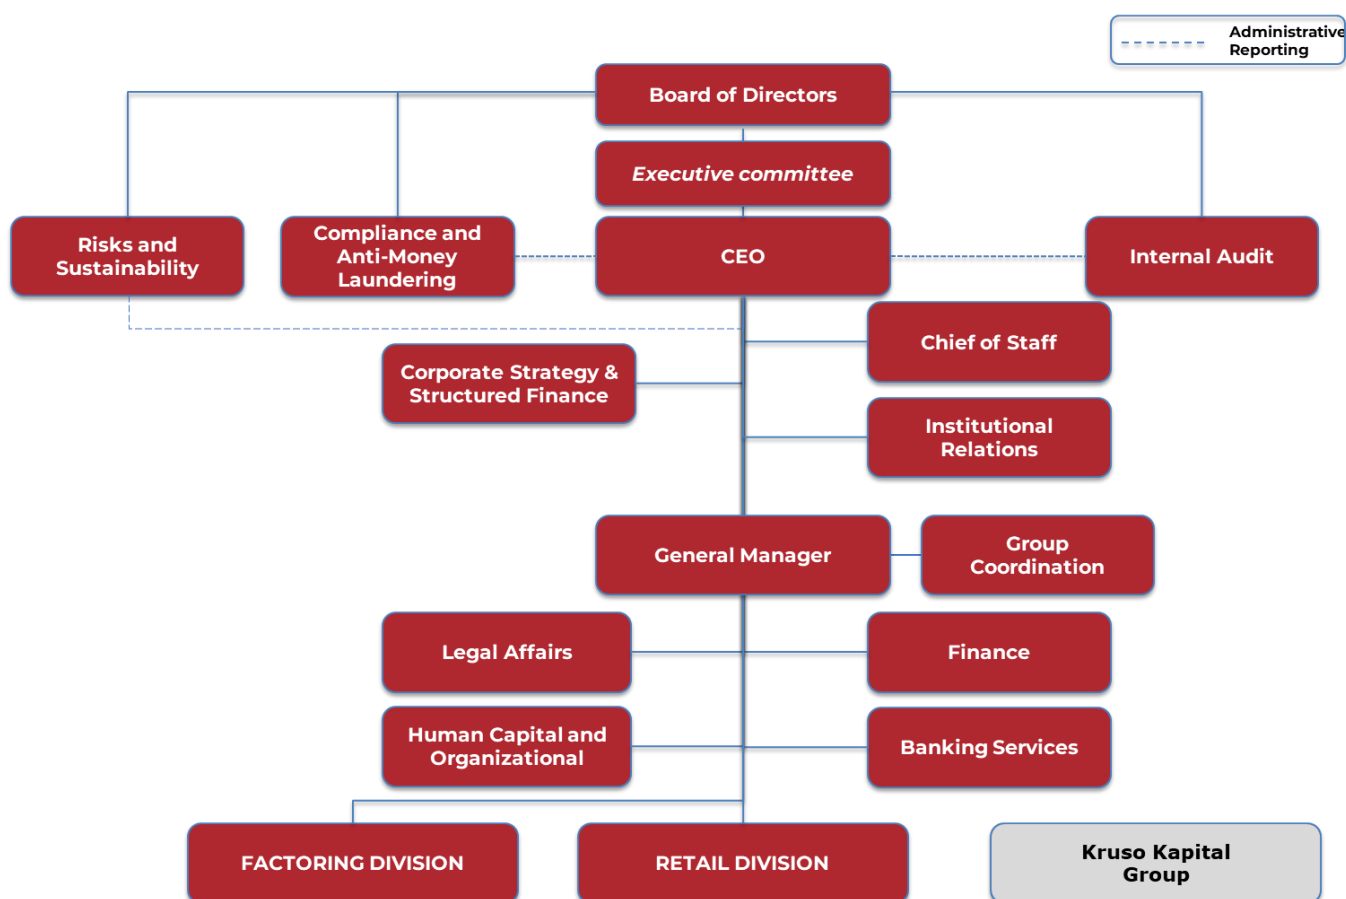 Administrative
Reporting
Board of Directors
Executive committee
Risks and
Sustainability
Compliance and
Anti-Money
Laundering
CEO
Internal Audit
Chief of Staff
Corporate Strategy &
Structured Finance
Institutional
Relations
General Manager
Group
Coordination
Legal Affairs
Finance
Human Capital and
Organizational
Banking Services
FACTORING DIVISION
RETAIL DIVISION
Kruso Kapital
Group